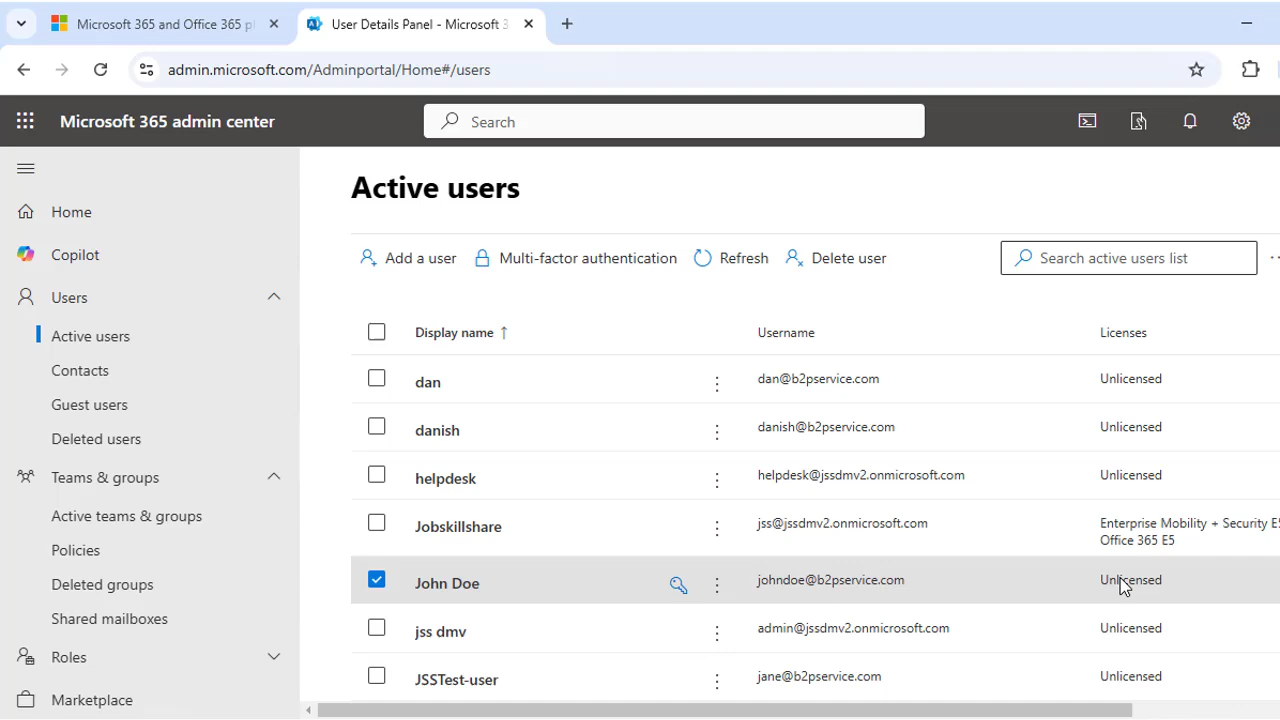 Microsoft 365 and Office 365 p
User Details Panel - Microsoft 3
admin.microsoft.com/Adminportal/Home#/users
Microsoft 365 admin center
Search
Home
Copilot
Users
Active users
Contacts
Guest users
Deleted users
Teams & groups
Active teams & groups
Policies
Deleted groups
Shared mailboxes
Roles
Marketplace
Active users
Add a user Multi-factor authentication Refresh Delete user Search active users list
Display name ↑ Username Licenses
dan dan@b2pservice.com Unlicensed
danish danish@b2pservice.com Unlicensed
helpdesk helpdesk@jssdmv2.onmicrosoft.com Unlicensed
Jobskillshare jss@jssdmv2.onmicrosoft.com Enterprise Mobility + Security E5
Office 365 E5
John Doe johndoe@b2pservice.com Unlicensed
jss dmv admin@jssdmv2.onmicrosoft.com Unlicensed
JSSTest-user jane@b2pservice.com Unlicensed